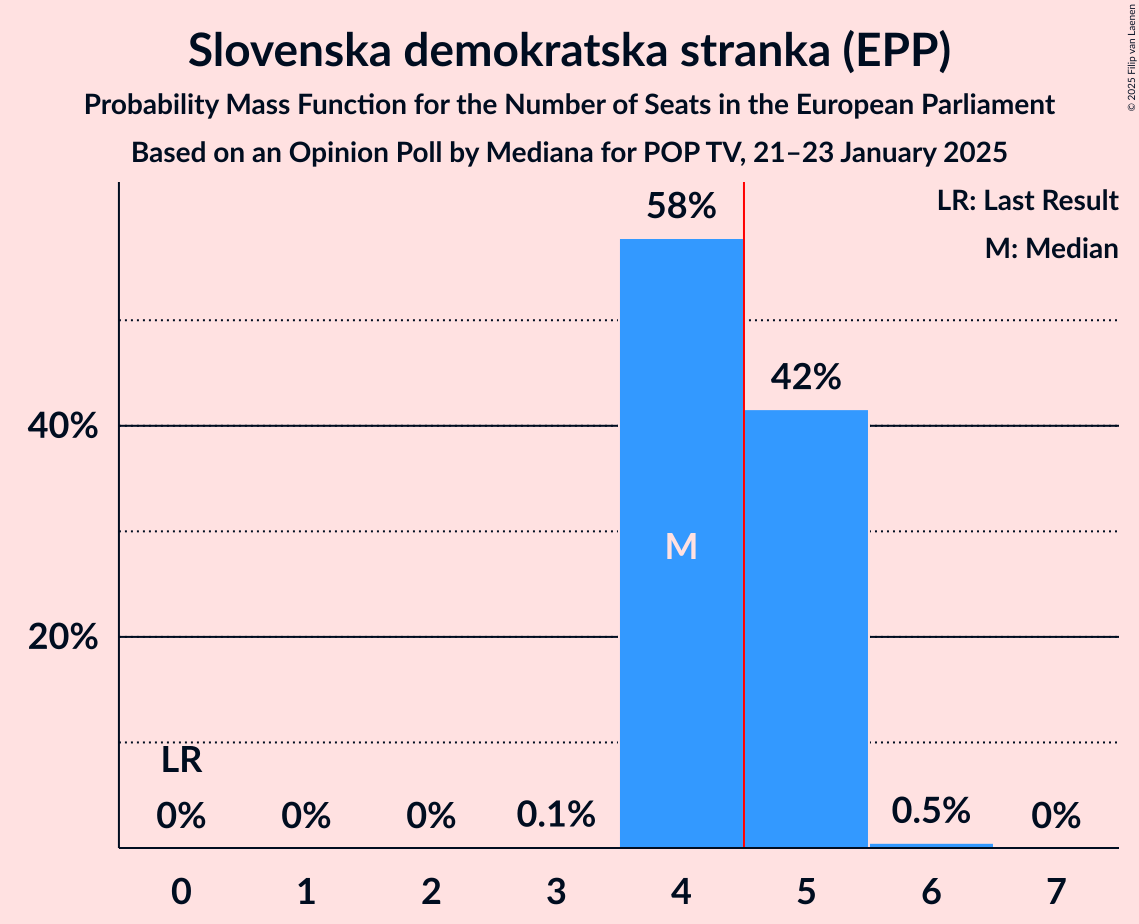 Slovenska demokratska stranka (EPP)
Probability Mass Function for the Number of Seats in the European Parliament
Based on an Opinion Poll by Mediana for POP TV, 21–23 January 2025
© 2025 Filip van Laenen
LR: Last Result
M: Median
58%
42%
40%
M
20%
LR
0%
0%
0%
0.1%
0.5%
0%
0 1 2 3 4 5 6 7